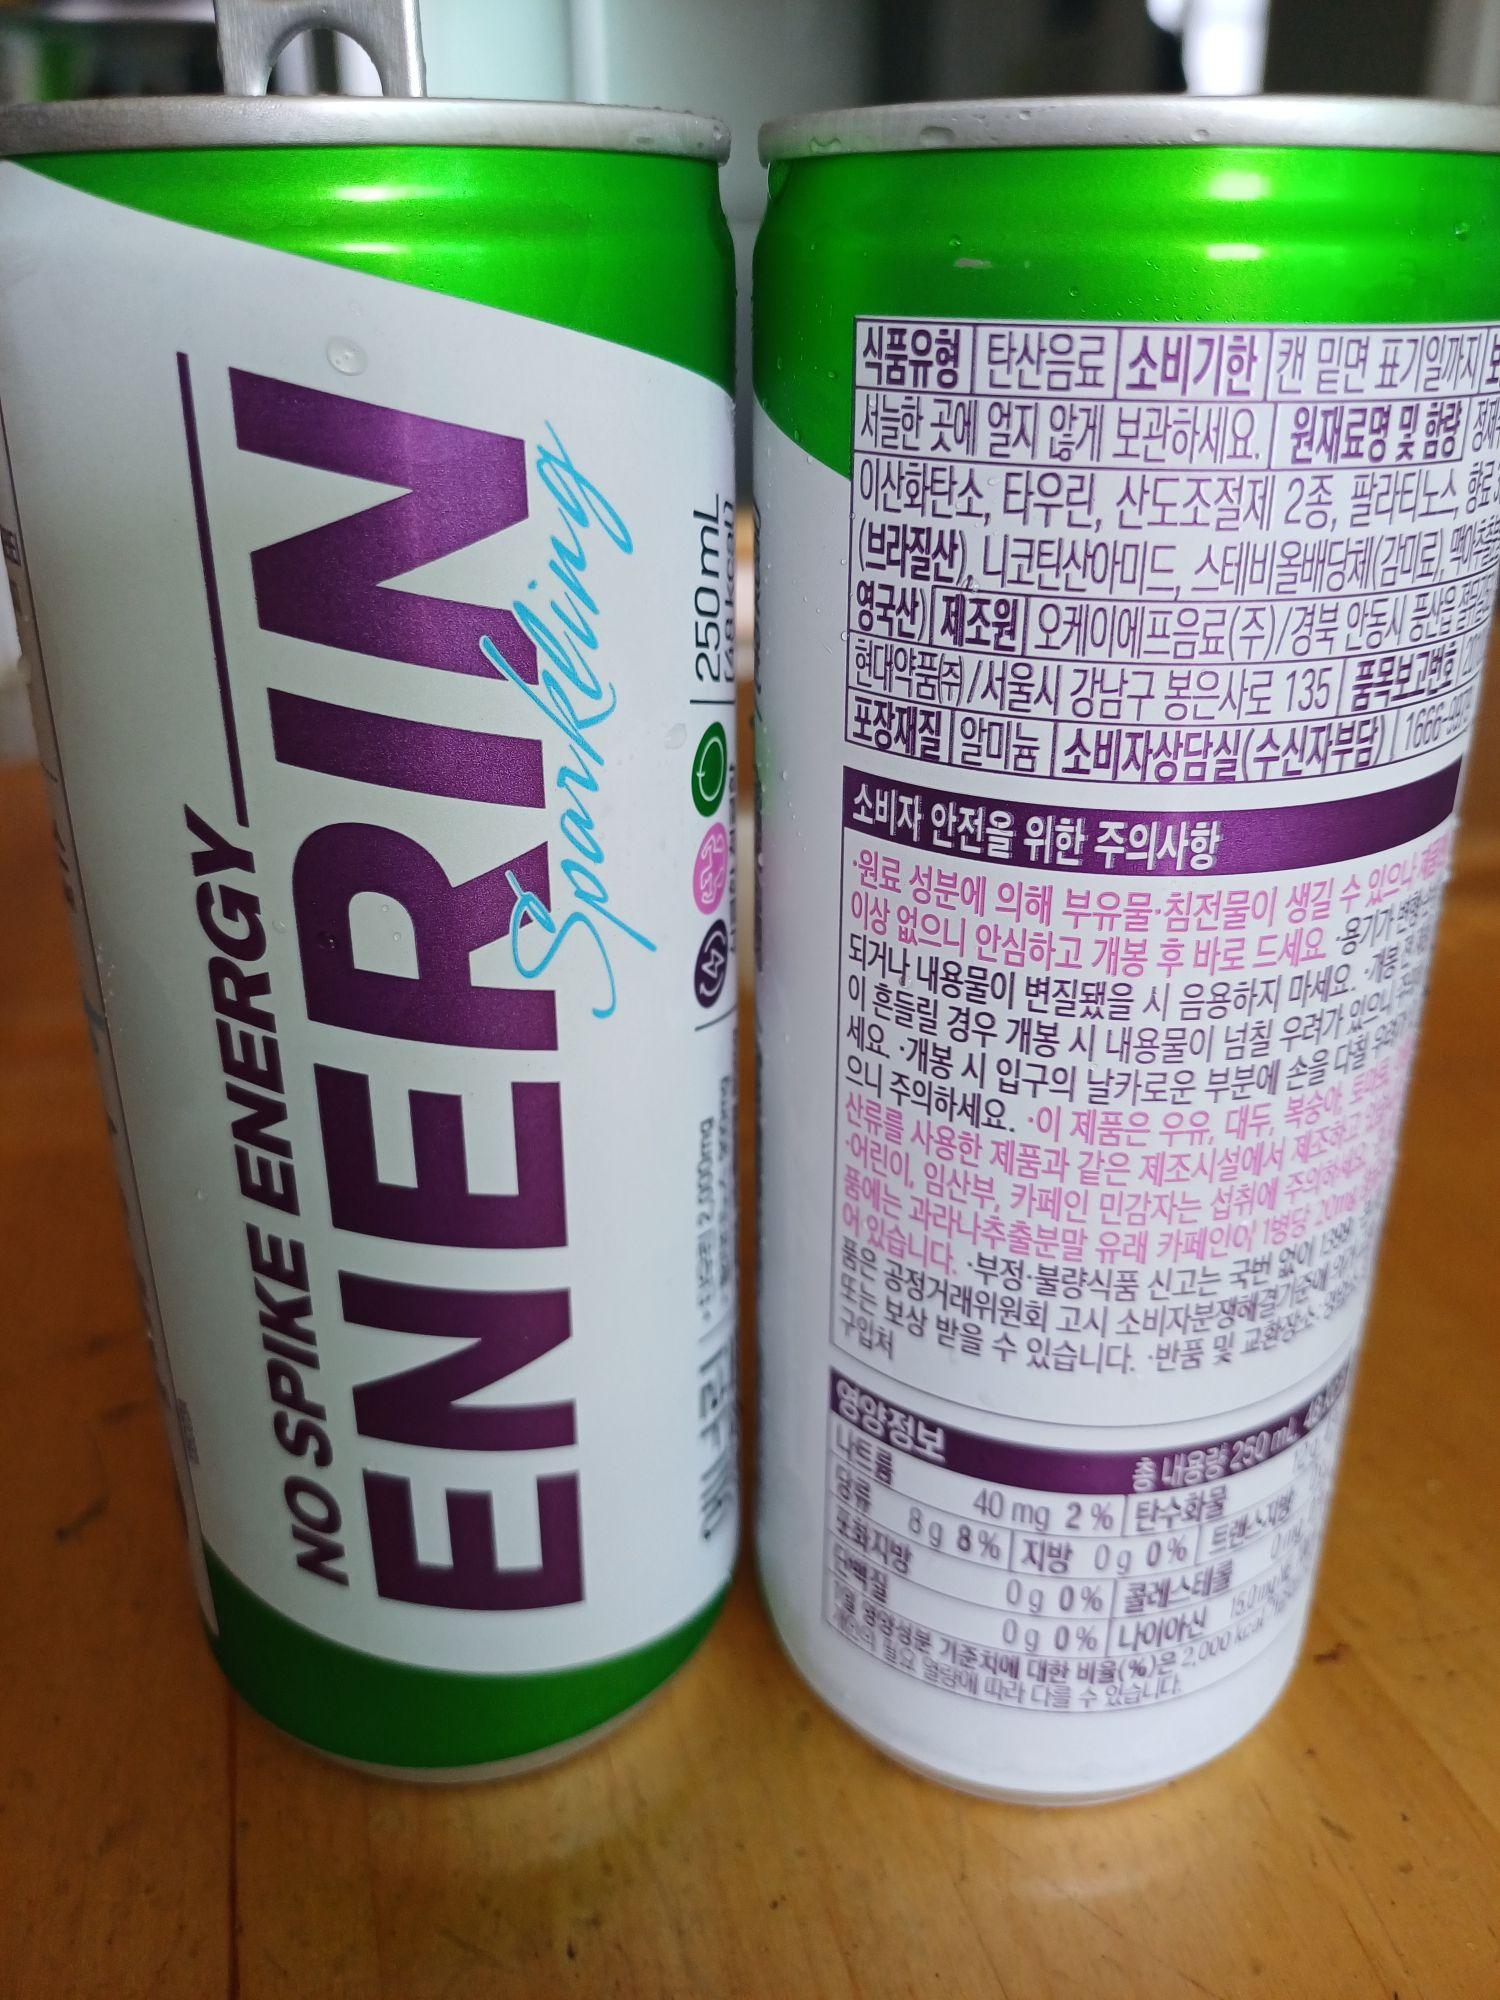 NO SPIKE ENERGY
ENERIN
Sparkling
250mL
에너린
식품유형 탄산음료 소비기한 캔 밑면 표기일까지
서늘한 곳에 얼지 않게 보관하세요. 원재료명 및 함량
이산화탄소, 타우린, 산도조절제 2종, 팔라티노스,
(브라질산), 니코틴산아미드, 스테비올배당체(감미료),
영국산) 제조원 오케이에프음료(주)/경북 안동시 풍산읍
현대약품(주)/서울시 강남구 봉은사로 135 품목보고번호
포장재질 알미늄 소비자상담실(수신자부담)
소비자 안전을 위한 주의사항
·원료 성분에 의해 부유물·침전물이 생길 수 있으나
이상 없으니 안심하고 개봉 후 바로 드세요. ·용기가
되거나 내용물이 변질됐을 시 음용하지 마세요. ·개봉 전
이 흔들릴 경우 개봉 시 내용물이 넘칠 우려가 있으니
세요. ·개봉 시 입구의 날카로운 부분에 손을 다칠 우려가
으니 주의하세요. ·이 제품은 우유, 대두, 복숭아, 토마토,
산류를 사용한 제품과 같은 제조시설에서 제조하고
·어린이, 임산부, 카페인 민감자는 섭취에 주의하세요.
품에는 과라나추출분말 유래 카페인이 1병당 20mg
어 있습니다. ·부정·불량식품 신고는 국번 없이 1399
품은 공정거래위원회 고시 소비자분쟁해결기준에
또는 보상 받을 수 있습니다. ·반품 및 교환장소:
구입처
영양정보 총 내용량 250 mL,
나트륨 40 mg 2 % 탄수화물
당류 8 g 8 % 지방 0 g 0 % 트랜스지방
포화지방 0 g 0 % 콜레스테롤
단백질 0 g 0 % 나이아신
1일 영양성분 기준치에 대한 비율(%)은 2,000 kcal
개인의 필요 열량에 따라 다를 수 있습니다.